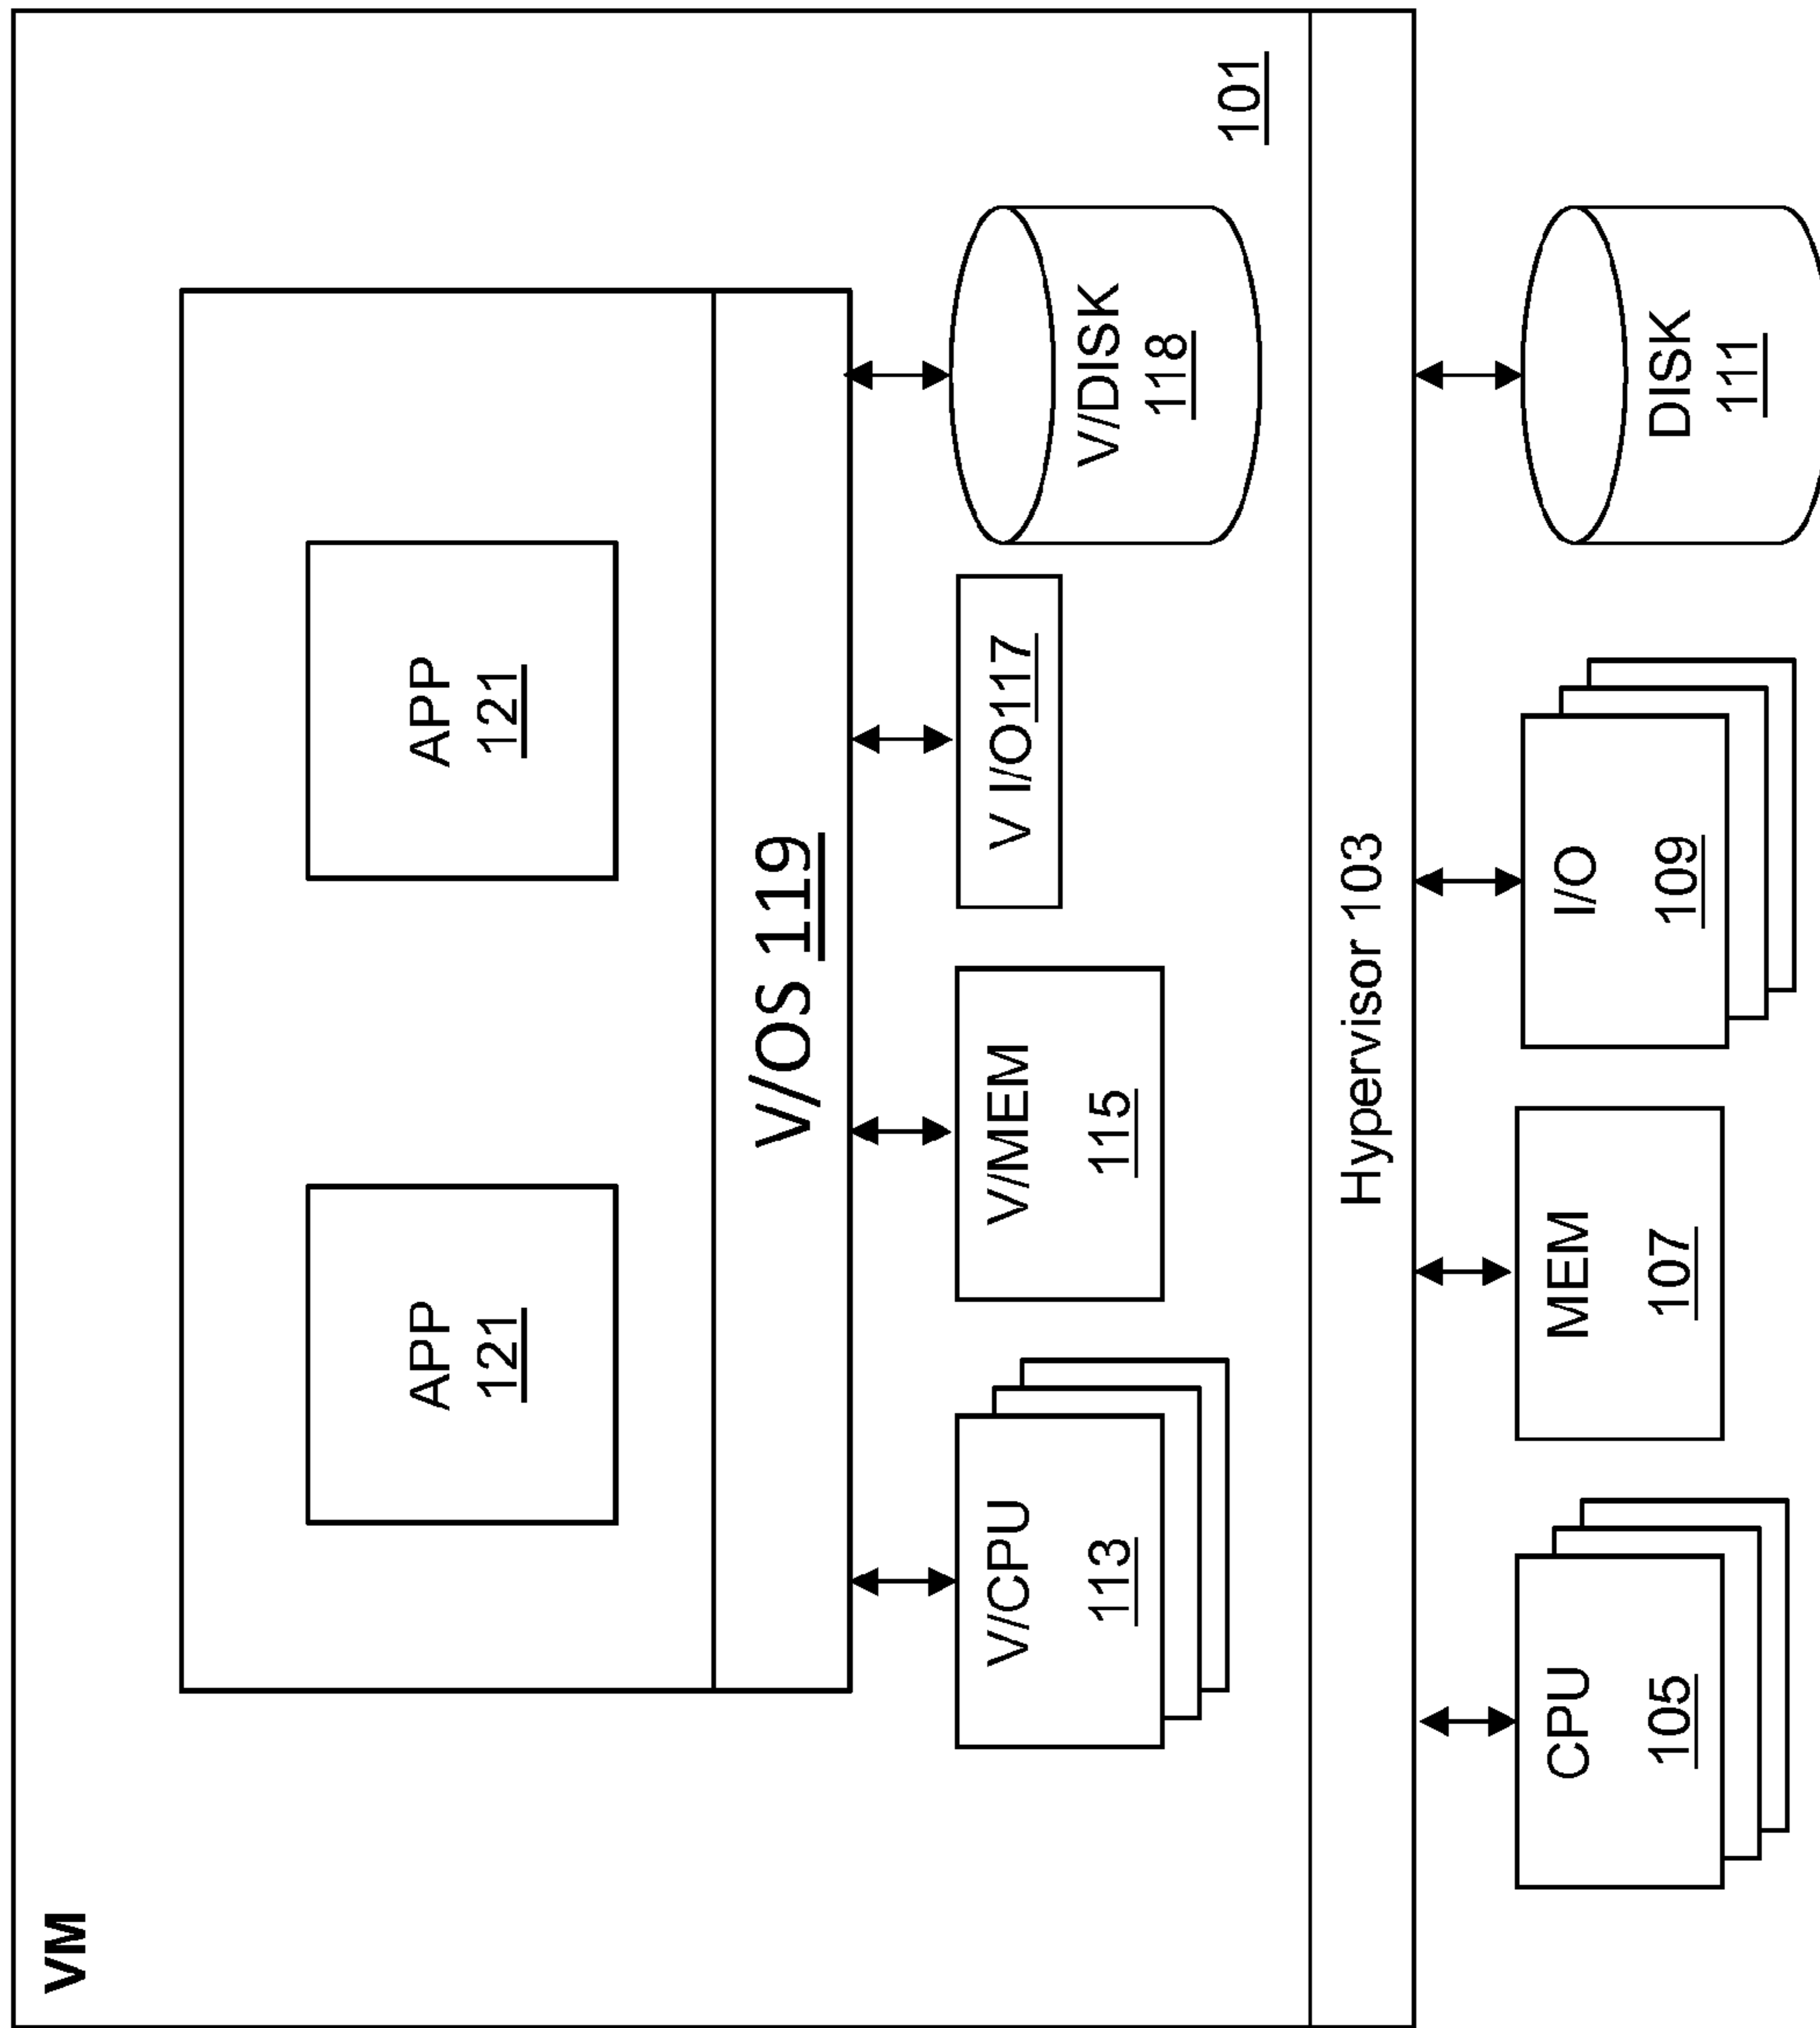 VM
APP
121
APP
121
V/OS 119
V/CPU
113
V/MEM
115
V I/O117
V/DISK
118
101
Hypervisor 103
CPU
105
MEM
107
I/O
109
DISK
111